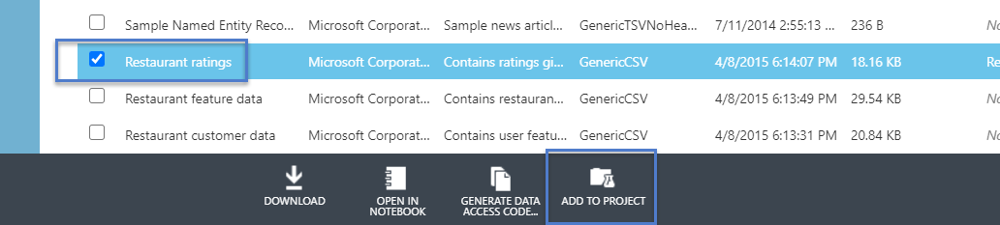 Sample Named Entity Reco... Microsoft Corporat... Sample news articl... GenericTSVNoHea... 7/11/2014 2:55:13 ... 236 B No
Restaurant ratings Microsoft Corporat... Contains ratings gi... GenericCSV 4/8/2015 6:14:07 PM 18.16 KB Re
Restaurant feature data Microsoft Corporat... Contains restauran... GenericCSV 4/8/2015 6:13:49 PM 29.54 KB No
Restaurant customer data Microsoft Corporat... Contains user featu... GenericCSV 4/8/2015 6:13:31 PM 20.84 KB No
DOWNLOAD
OPEN IN
NOTEBOOK
GENERATE DATA
ACCESS CODE...
ADD TO PROJECT